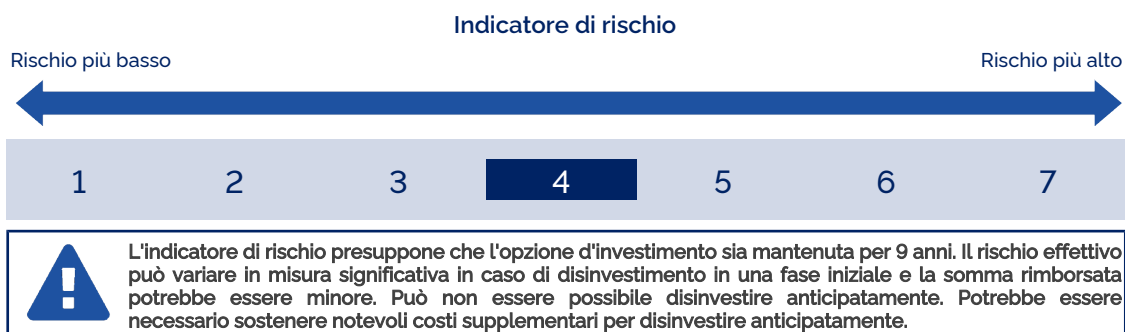 Indicatore di rischio
Rischio più basso
Rischio più alto
1 2 3 4 5 6 7
L'indicatore di rischio presuppone che l'opzione d'investimento sia mantenuta per 9 anni. Il rischio effettivo
può variare in misura significativa in caso di disinvestimento in una fase iniziale e la somma rimborsata
potrebbe essere minore. Può non essere possibile disinvestire anticipatamente. Potrebbe essere
necessario sostenere notevoli costi supplementari per disinvestire anticipatamente.